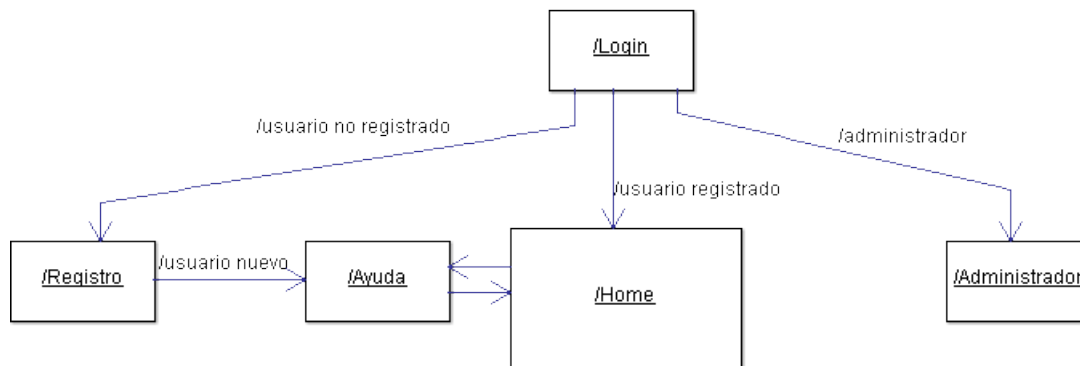 /Login
/usuario no registrado
/administrador
/usuario registrado
/Registro
/usuario nuevo
/Ayuda
/Home
/Administrador